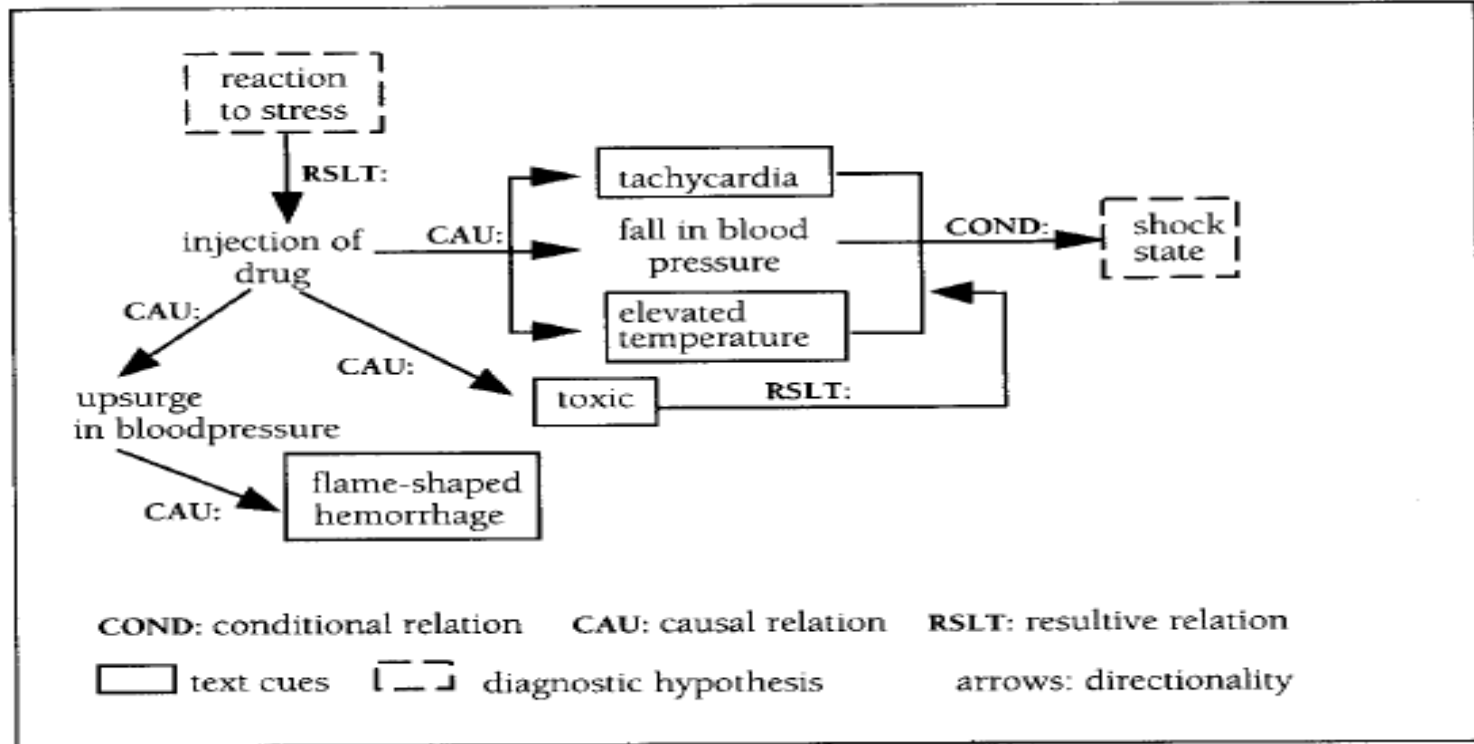 reaction
to stress
RSLT:
injection of
drug
CAU:
tachycardia
fall in blood
pressure
elevated
temperature
COND:
shock
state
CAU:
CAU:
upsurge
in bloodpressure
toxic
RSLT:
CAU:
flame-shaped
hemorrhage
COND: conditional relation CAU: causal relation RSLT: resultive relation
text cues diagnostic hypothesis arrows: directionality